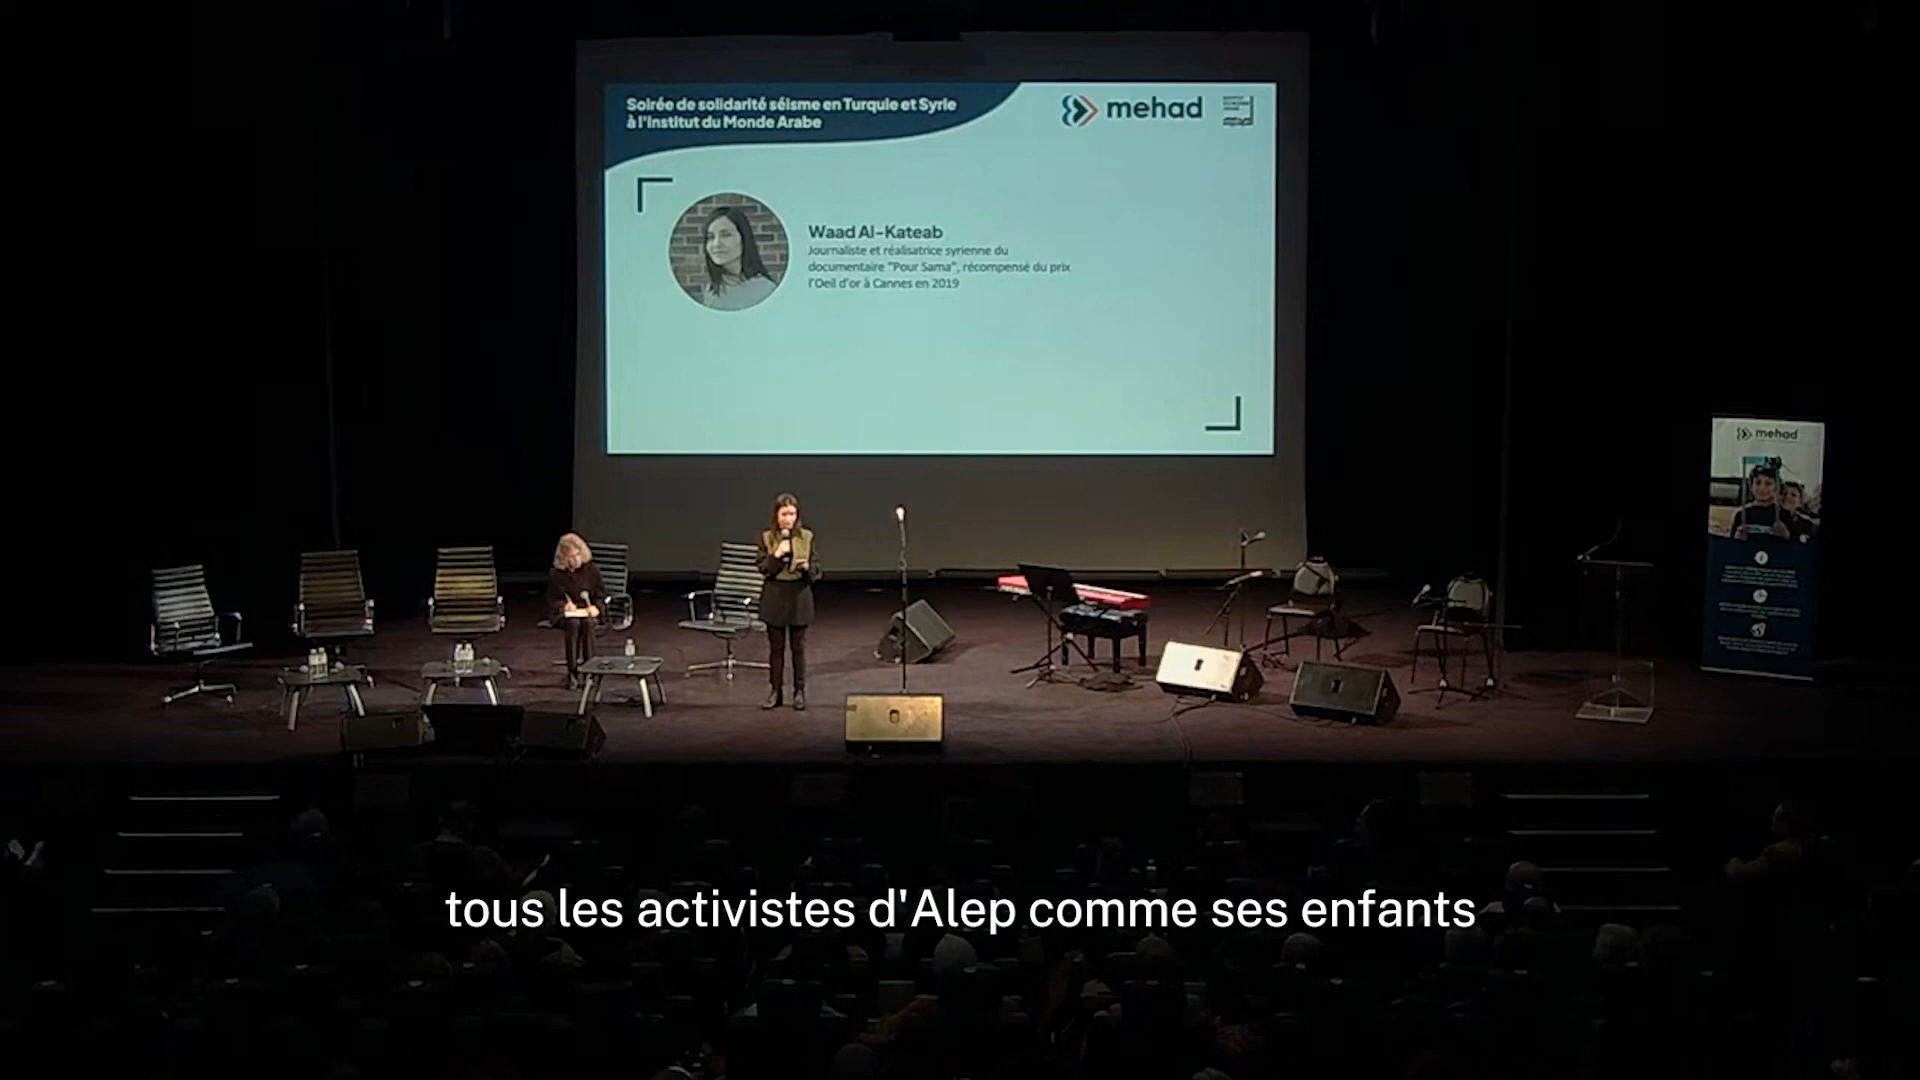 Soirée de solidarité séisme en Turquie et Syrie
à l'Institut du Monde Arabe
mehad
Waad Al-Kateab
Journaliste et réalisatrice syrienne du
documentaire "Pour Sama", récompensé du prix
l'Oeil d'or à Cannes en 2019
mehad
tous les activistes d'Alep comme ses enfants